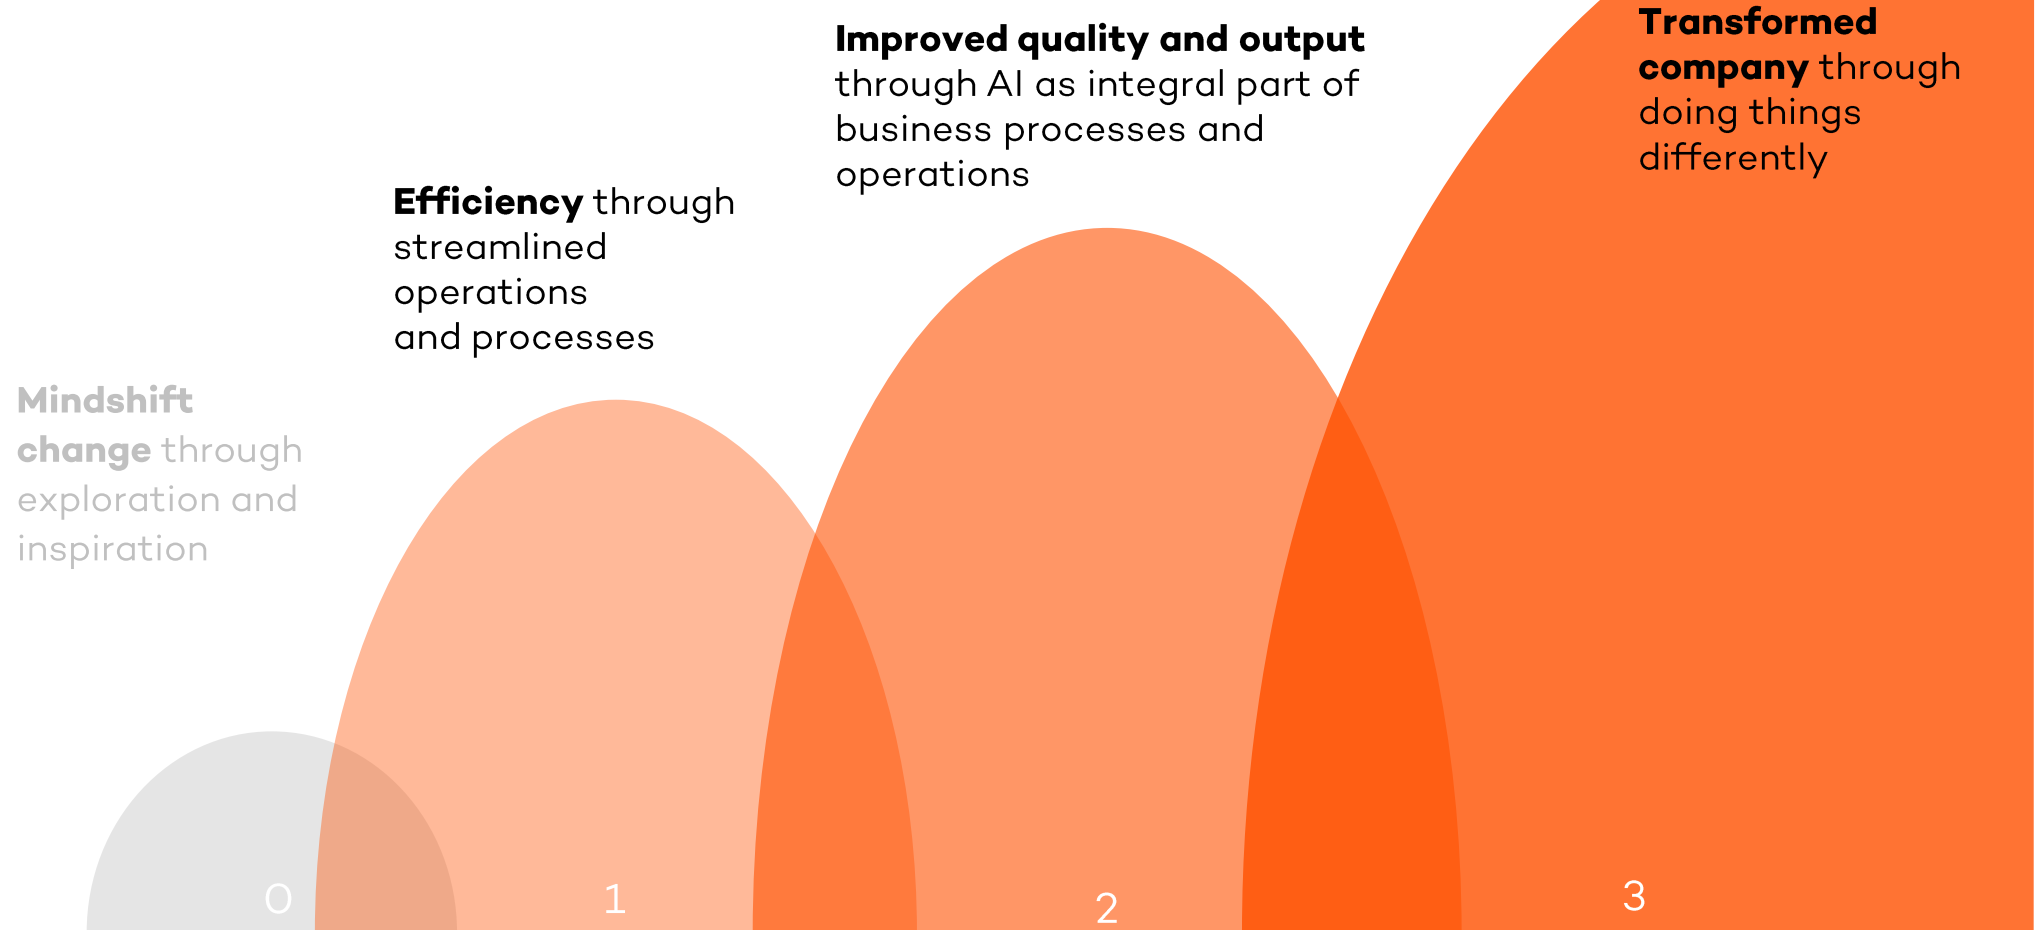 Mindshift
change through
exploration and
inspiration
Efficiency through
streamlined
operations
and processes
Improved quality and output
through AI as integral part of
business processes and
operations
Transformed
company through
doing things
differently
0
1
2
3